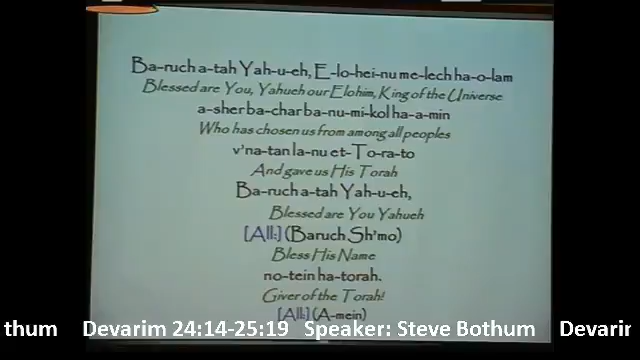 Ba-ruch a-tah Yah-u-eh, E-lo-hei-nu me-lech ha-o-lam
Blessed are You, Yahueh our Elohim, King of the Universe
a-sher ba-char ba-nu-mi-kol ha-a-min
Who has chosen us from among all peoples
v'na-tan la-nu et-To-ra-to
And gave us His Torah
Ba-ruch a-tah Yah-u-eh,
Blessed are You Yahueh
[All:] (Baruch Sh'mo)
Bless His Name
no-tein ha-torah.
Giver of the Torah!
[All:] (A-mein)
thum Devarim 24:14-25:19 Speaker: Steve Bothum Devarim